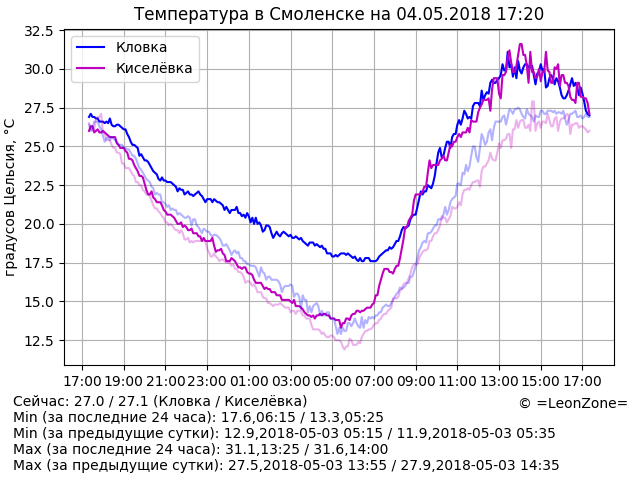 Температура в Смоленске на 04.05.2018 17:20
градусов Цельсия, °C
32.5
30.0
27.5
25.0
22.5
20.0
17.5
15.0
12.5
Кловка
Киселёвка
17:00 19:00 21:00 23:00 01:00 03:00 05:00 07:00 09:00 11:00 13:00 15:00 17:00
Сейчас: 27.0 / 27.1 (Кловка / Киселёвка)
© =LeonZone=
Min (за последние 24 часа): 17.6,06:15 / 13.3,05:25
Min (за предыдущие сутки): 12.9,2018-05-03 05:15 / 11.9,2018-05-03 05:35
Max (за последние 24 часа): 31.1,13:25 / 31.6,14:00
Max (за предыдущие сутки): 27.5,2018-05-03 13:55 / 27.9,2018-05-03 14:35